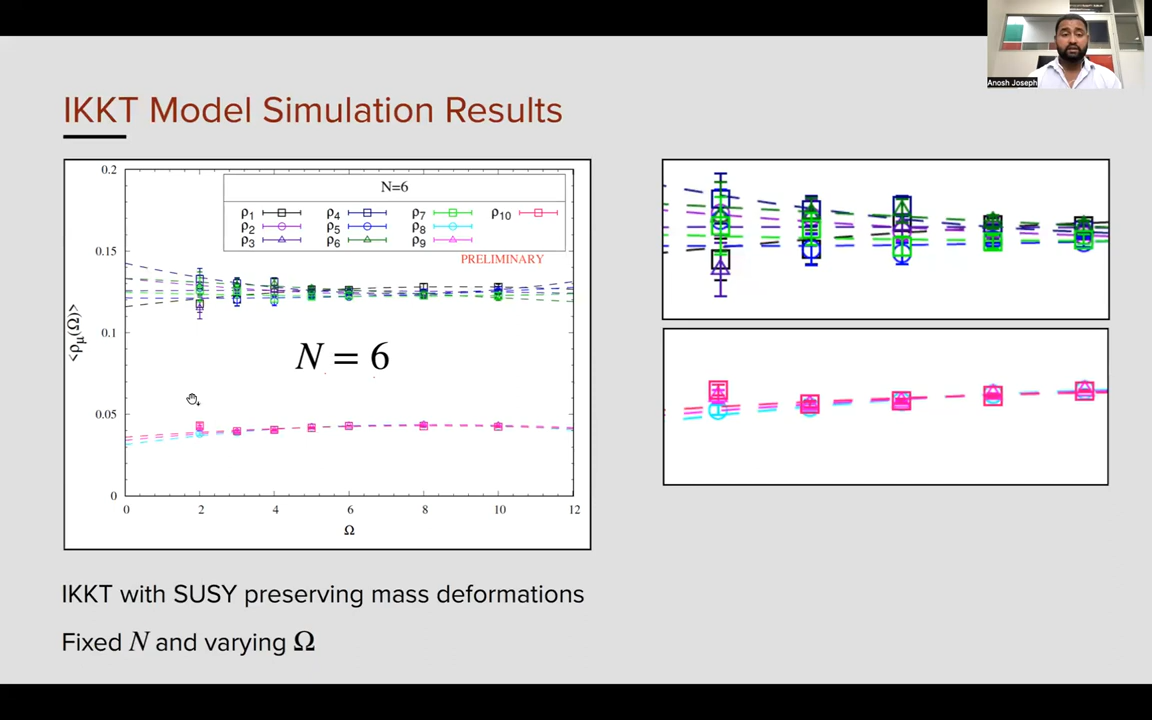 IKKT Model Simulation Results
Anosh Joseph
N=6
ρ1 ρ4 ρ7 ρ10
ρ2 ρ5 ρ8
ρ3 ρ6 ρ9
PRELIMINARY
<ρμ(Ω)>
0.2
0.15
0.1
0.05
0
N = 6
0 2 4 6 8 10 12
Ω
IKKT with SUSY preserving mass deformations
Fixed N and varying Ω